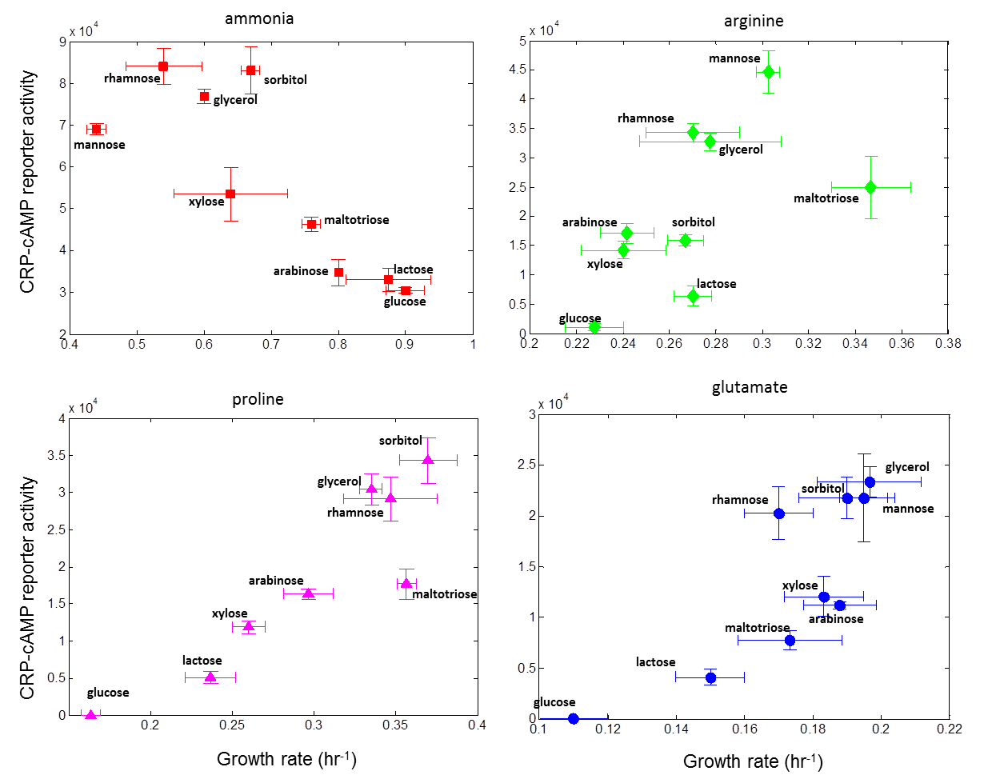 ammonia
x 10^4
9
8
7
6
5
4
3
2
0.4
0.5
0.6
0.7
0.8
0.9
1
CRP-cAMP reporter activity
rhamnose
sorbitol
glycerol
mannose
xylose
maltotriose
arabinose
lactose
glucose
arginine
x 10^4
5
4.5
4
3.5
3
2.5
2
1.5
1
0.5
0
0.2
0.22
0.24
0.26
0.28
0.3
0.32
0.34
0.36
0.38
mannose
rhamnose
glycerol
maltotriose
arabinose
sorbitol
xylose
lactose
glucose
proline
x 10^4
4
3.5
3
2.5
2
1.5
1
0.5
0
0.2
0.25
0.3
0.35
0.4
CRP-cAMP reporter activity
Growth rate (hr^-1)
sorbitol
glycerol
rhamnose
arabinose
maltotriose
xylose
lactose
glucose
glutamate
x 10^4
3
2.5
2
1.5
1
0.5
0
0.1
0.12
0.14
0.16
0.18
0.2
0.22
Growth rate (hr^-1)
glycerol
sorbitol
rhamnose
mannose
xylose
arabinose
maltotriose
lactose
glucose